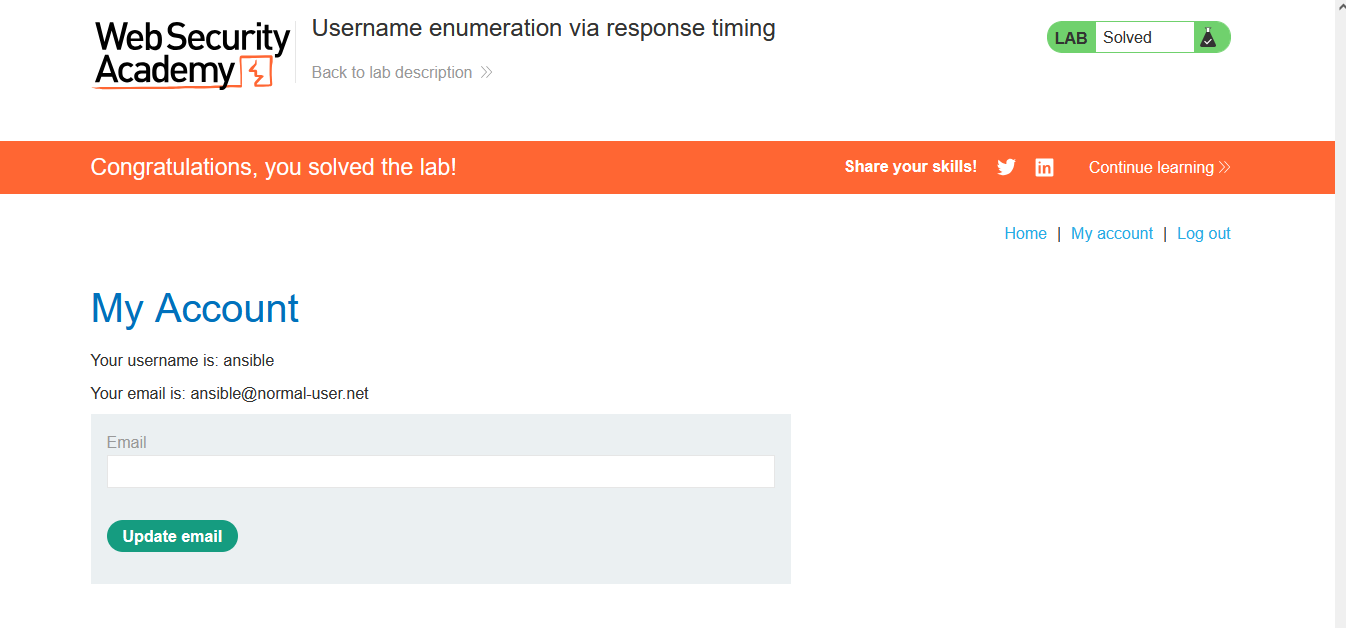 Web Security
Academy
Username enumeration via response timing
Back to lab description
LAB Solved
Congratulations, you solved the lab!
Share your skills!
Continue learning
Home | My account | Log out
My Account
Your username is: ansible
Your email is: ansible@normal-user.net
Email
Update email